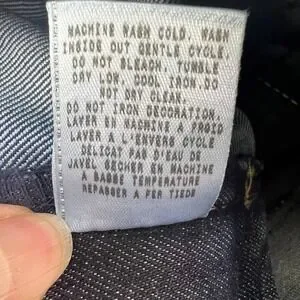 MACHINE WASH COLD. WASH
INSIDE OUT GENTLE CYCLE.
DO NOT BLEACH. TUMBLE
DRY LOW. COOL IRON. DO
NOT DRY CLEAN.
DO NOT IRON DECORATION.
LAVER EN MACHINE A FROID
LAVER A L'ENVERS CYCLE
DELICAT PAS D'EAU DE
JAVEL SECHER EN MACHINE
A BASSE TEMPERATURE
REPASSER A FER TIEDE